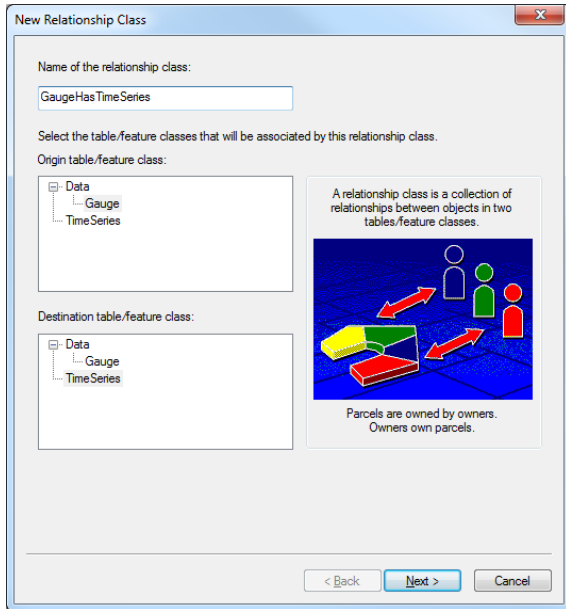 New Relationship Class
Name of the relationship class:
GaugeHasTimeSeries
Select the table/feature classes that will be associated by this relationship class.
Origin table/feature class:
Data
Gauge
TimeSeries
A relationship class is a collection of
relationships between objects in two
tables/feature classes.
Destination table/feature class:
Data
Gauge
TimeSeries
Parcels are owned by owners.
Owners own parcels.
< Back
Next >
Cancel